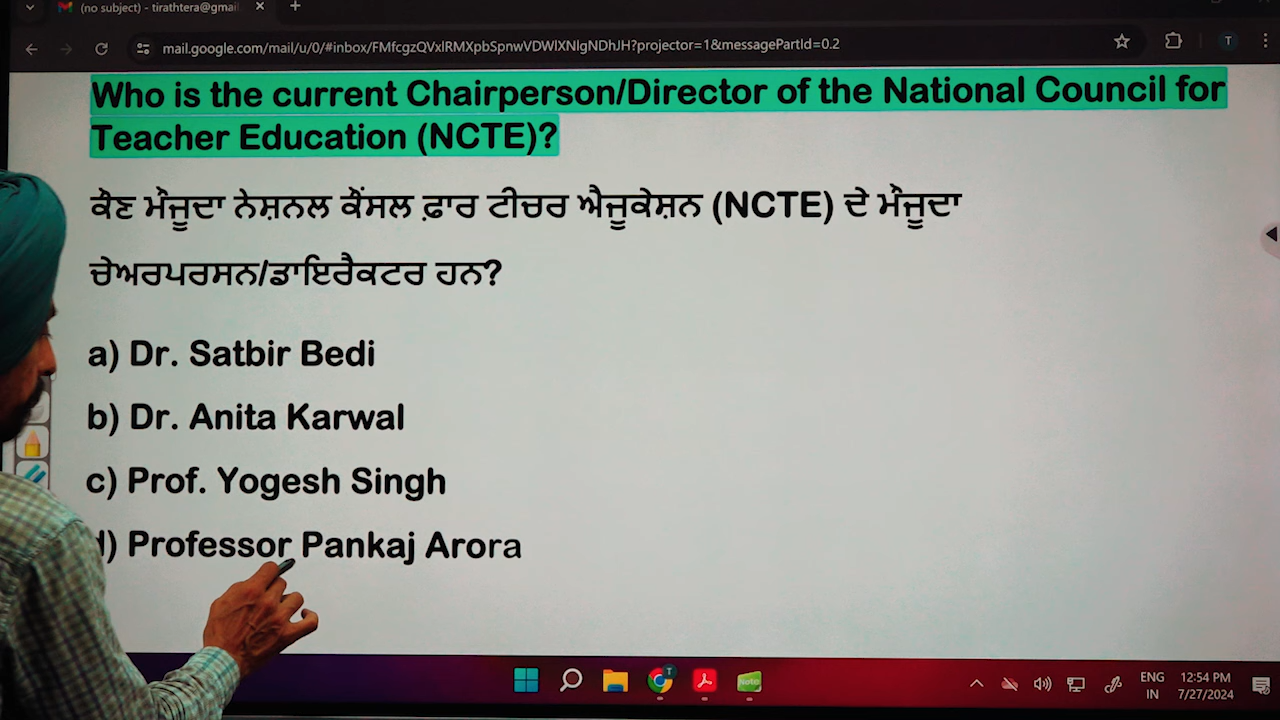 (no subject) - tirathtera@gmai
mail.google.com/mail/u/0/#inbox/FMfcgzQVxlRMXpbSpnwVDWlXNlgNDhJH?projector=1&messagePartId=0.2
T
Who is the current Chairperson/Director of the National Council for
Teacher Education (NCTE)?
ਕੌਣ ਮੌਜੂਦਾ ਨੇਸ਼ਨਲ ਕੌਂਸਲ ਫ਼ਾਰ ਟੀਚਰ ਐਜੂਕੇਸ਼ਨ (NCTE) ਦੇ ਮੌਜੂਦਾ
ਚੇਅਰਪਰਸਨ/ਡਾਇਰੈਕਟਰ ਹਨ?
a) Dr. Satbir Bedi
b) Dr. Anita Karwal
c) Prof. Yogesh Singh
d) Professor Pankaj Arora
T
Note
ENG
IN
12:54 PM
7/27/2024